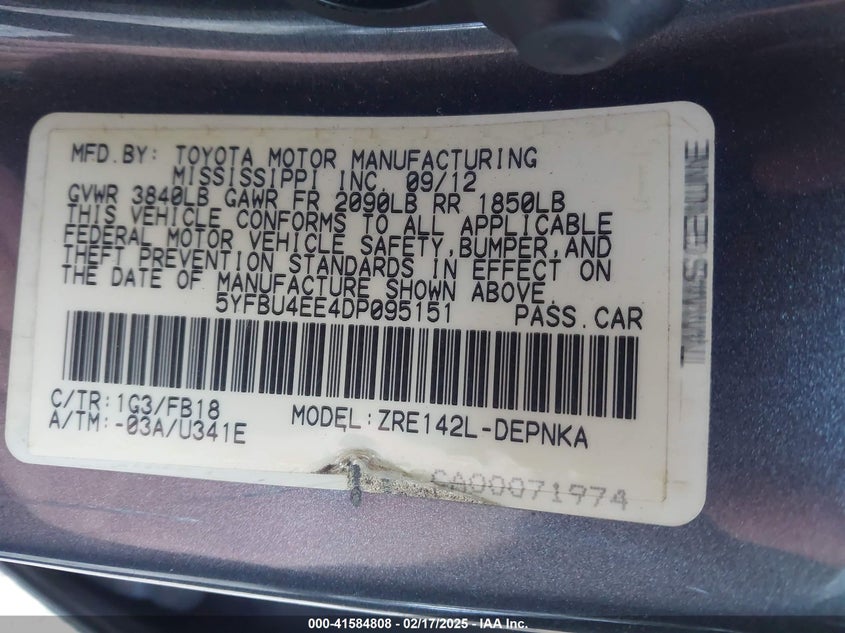 MFD.BY: TOYOTA MOTOR MANUFACTURING
MISSISSIPPI INC. 09/12
GVWR 3840LB GAWR FR 2090LB RR 1850LB
THIS VEHICLE CONFORMS TO ALL APPLICABLE
FEDERAL MOTOR VEHICLE SAFETY,BUMPER,AND
THEFT PREVENTION STANDARDS IN EFFECT ON
THE DATE OF MANUFACTURE SHOWN ABOVE.
5YFBU4EE4DP095151 PASS.CAR
C/TR:1G3/FB18
A/TM:-03A/U341E
MODEL:ZRE142L-DEPNKA
CA00071974
000-41584808 - 02/17/2025 - IAA Inc.